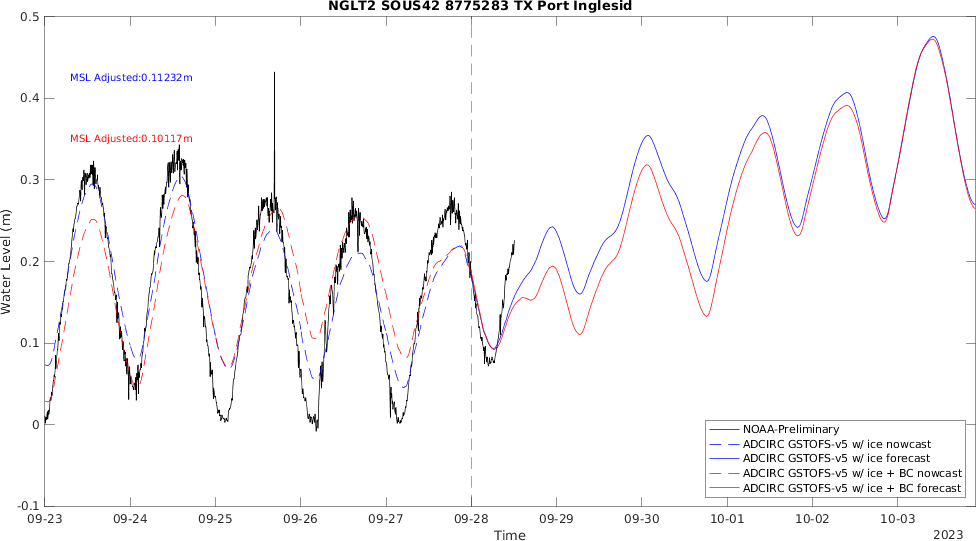 NGLT2 SOUS42 8775283 TX Port Inglesid
0.5
MSL Adjusted:0.11232m
0.4
MSL Adjusted:0.10117m
0.3
Water Level (m)
0.2
0.1
0
NOAA-Preliminary
ADCIRC GSTOFS-v5 w/ ice nowcast
ADCIRC GSTOFS-v5 w/ ice forecast
ADCIRC GSTOFS-v5 w/ ice + BC nowcast
ADCIRC GSTOFS-v5 w/ ice + BC forecast
-0.1
09-23 09-24 09-25 09-26 09-27 09-28 09-29 09-30 10-01 10-02 10-03
Time
2023